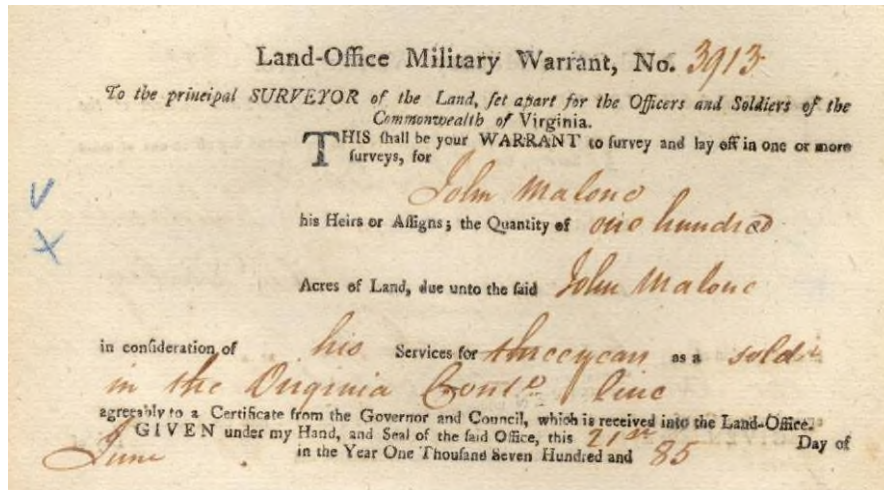 Land-Office Military Warrant, No. 3913
To the principal SURVEYOR of the Land, ſet apart for the Officers and Soldiers of the
Commonwealth of Virginia.
THIS ſhall be your WARRANT to ſurvey and lay off in one or more
ſurveys, for
John Malone
his Heirs or Aſſigns; the Quantity of one hundred
Acres of Land, due unto the ſaid John Malone
in conſideration of his Services for three years as a soldier
in the Virginia line
agreeably to a Certificate from the Governor and Council, which is received into the Land-Office.
GIVEN under my Hand, and Seal of the ſaid Office, this 21st Day of
June in the Year One Thouſand Seven Hundred and 85